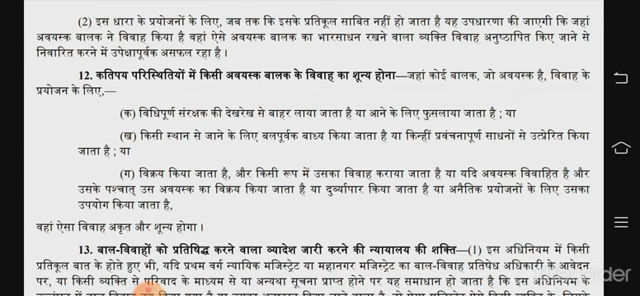 (2) इस धारा के प्रयोजनों के लिए, जब तक कि इसके प्रतिकूल साबित नहीं हो जाता है यह उपधारणा की जाएगी कि जहां
अवयस्क बालक ने विवाह किया है वहां ऐसे अवयस्क बालक का भारसाधन रखने वाला व्यक्ति विवाह अनुष्ठापित किए जाने से
निवारित करने में उपेक्षापूर्वक असफल रहा है ।
12. कतिपय परिस्थितियों में किसी अवयस्क बालक के विवाह का शून्य होना—जहां कोई बालक, जो अवयस्क है, विवाह के
प्रयोजन के लिए,—
(क) विधिपूर्ण संरक्षक की देखरेख से बाहर लाया जाता है या आने के लिए फुसलाया जाता है ; या
(ख) किसी स्थान से जाने के लिए बलपूर्वक बाध्य किया जाता है या किन्हीं प्रवंचनापूर्ण साधनों से उत्प्रेरित किया
जाता है ; या
(ग) विक्रय किया जाता है, और किसी रूप में उसका विवाह कराया जाता है या यदि अवयस्क विवाहित है और
उसके पश्चात् उस अवयस्क का विक्रय किया जाता है या दुर्व्यापार किया जाता है या अनैतिक प्रयोजनों के लिए उसका
उपयोग किया जाता है,
वहां ऐसा विवाह अकृत और शून्य होगा ।
13. बाल-विवाहों को प्रतिषिद्ध करने वाला व्यादेश जारी करने की न्यायालय की शक्ति—(1) इस अधिनियम में किसी
प्रतिकूल बात के होते हुए भी, यदि प्रथम वर्ग न्यायिक मजिस्ट्रेट या महानगर मजिस्ट्रेट का बाल-विवाह प्रतिषेध अधिकारी के आवेदन
पर, या किसी व्यक्ति से परिवाद के माध्यम से या अन्यथा सूचना प्राप्त होने पर यह समाधान हो जाता है कि इस अधिनियम के